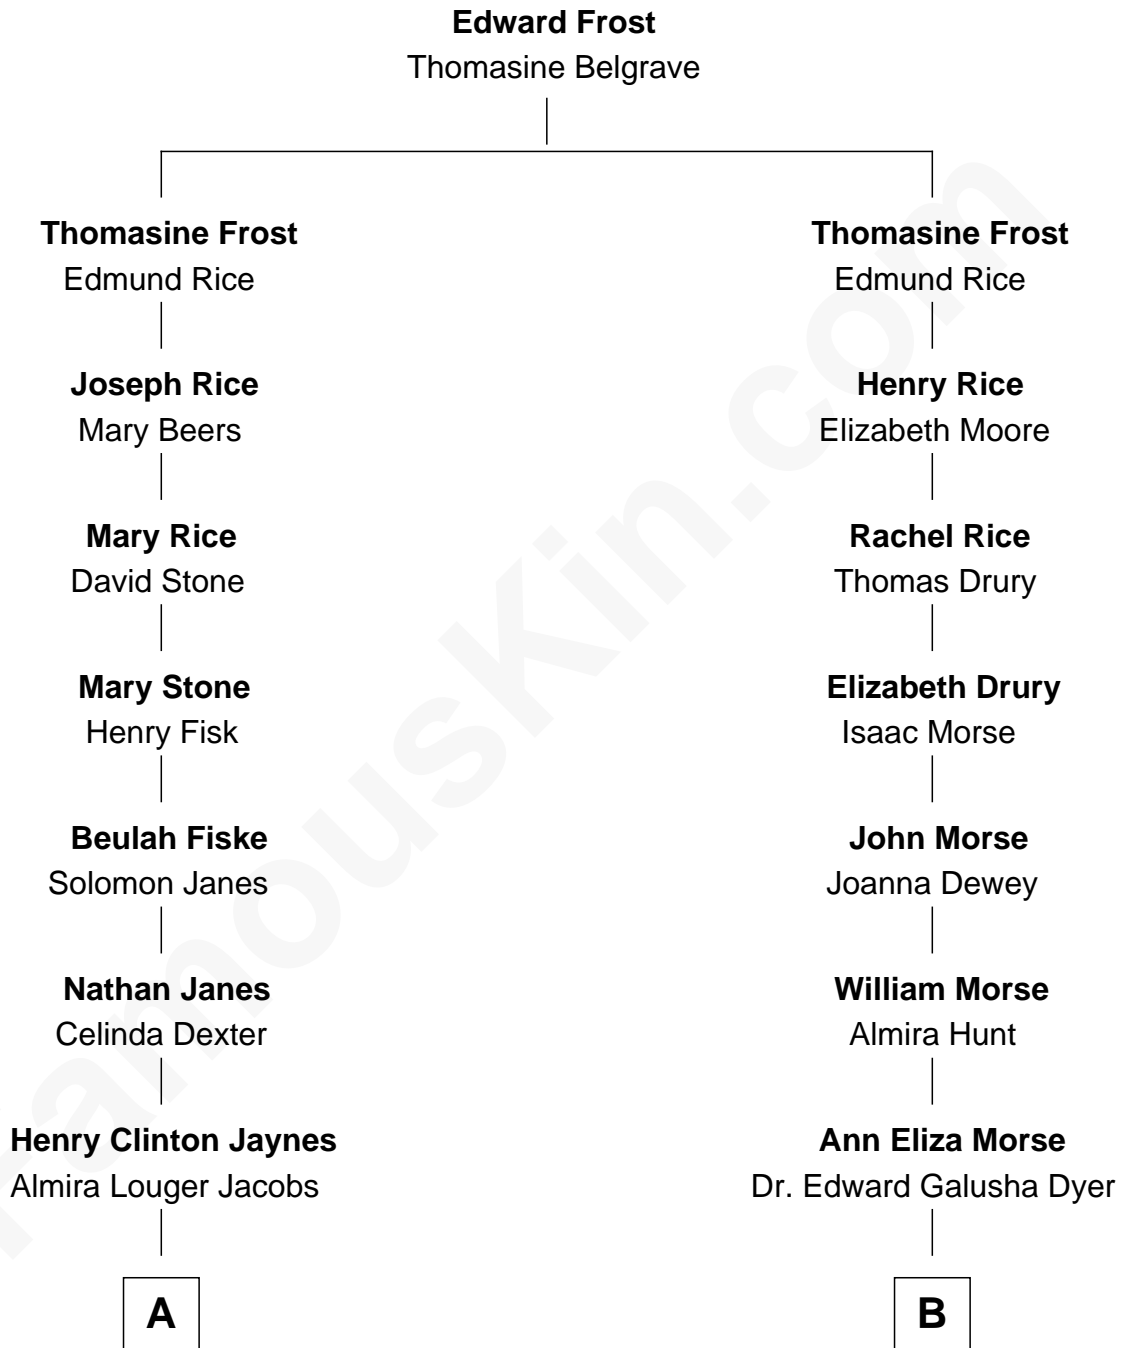 Edward Frost
Thomasine Belgrave
Thomasine Frost
Edmund Rice
Thomasine Frost
Edmund Rice
Joseph Rice
Mary Beers
Henry Rice
Elizabeth Moore
Mary Rice
David Stone
Rachel Rice
Thomas Drury
Mary Stone
Henry Fisk
Elizabeth Drury
Isaac Morse
Beulah Fiske
Solomon Janes
John Morse
Joanna Dewey
Nathan Janes
Celinda Dexter
William Morse
Almira Hunt
Henry Clinton Jaynes
Almira Louger Jacobs
Ann Eliza Morse
Dr. Edward Galusha Dyer
A
B
FamousKin.com